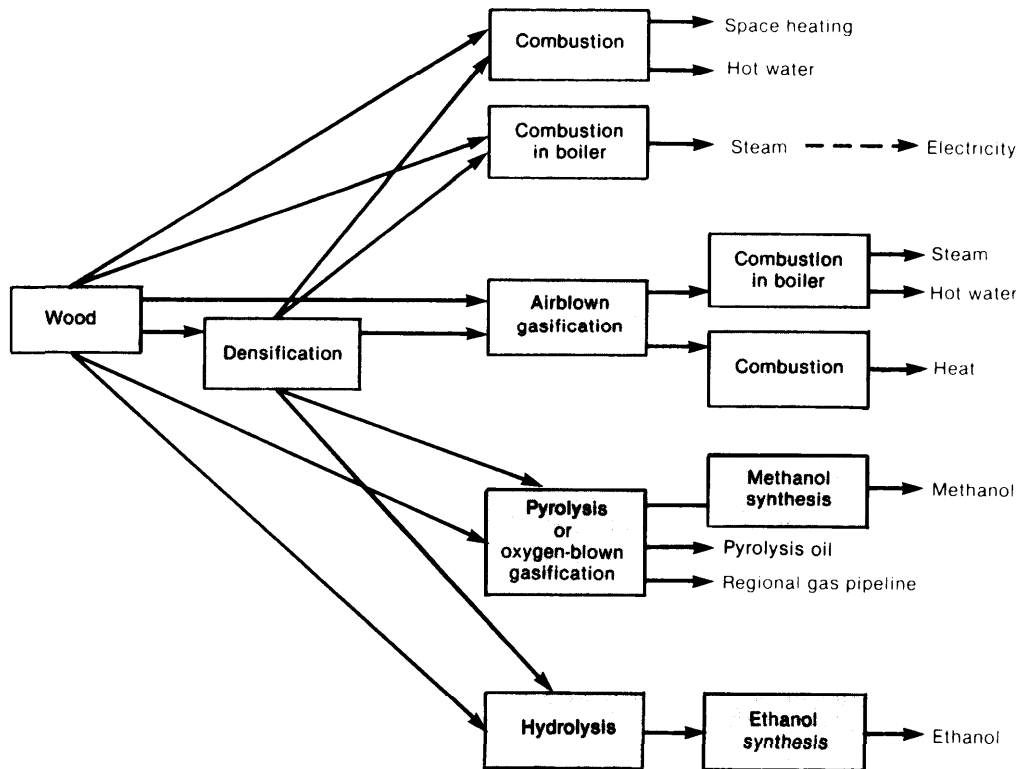 Combustion
Space heating
Hot water
Combustion
in boiler
Steam
Electricity
Wood
Densification
Airblown
gasification
Combustion
in boiler
Steam
Hot water
Combustion
Heat
Pyrolysis
or
oxygen-blown
gasification
Methanol
synthesis
Methanol
Pyrolysis oil
Regional gas pipeline
Hydrolysis
Ethanol
synthesis
Ethanol